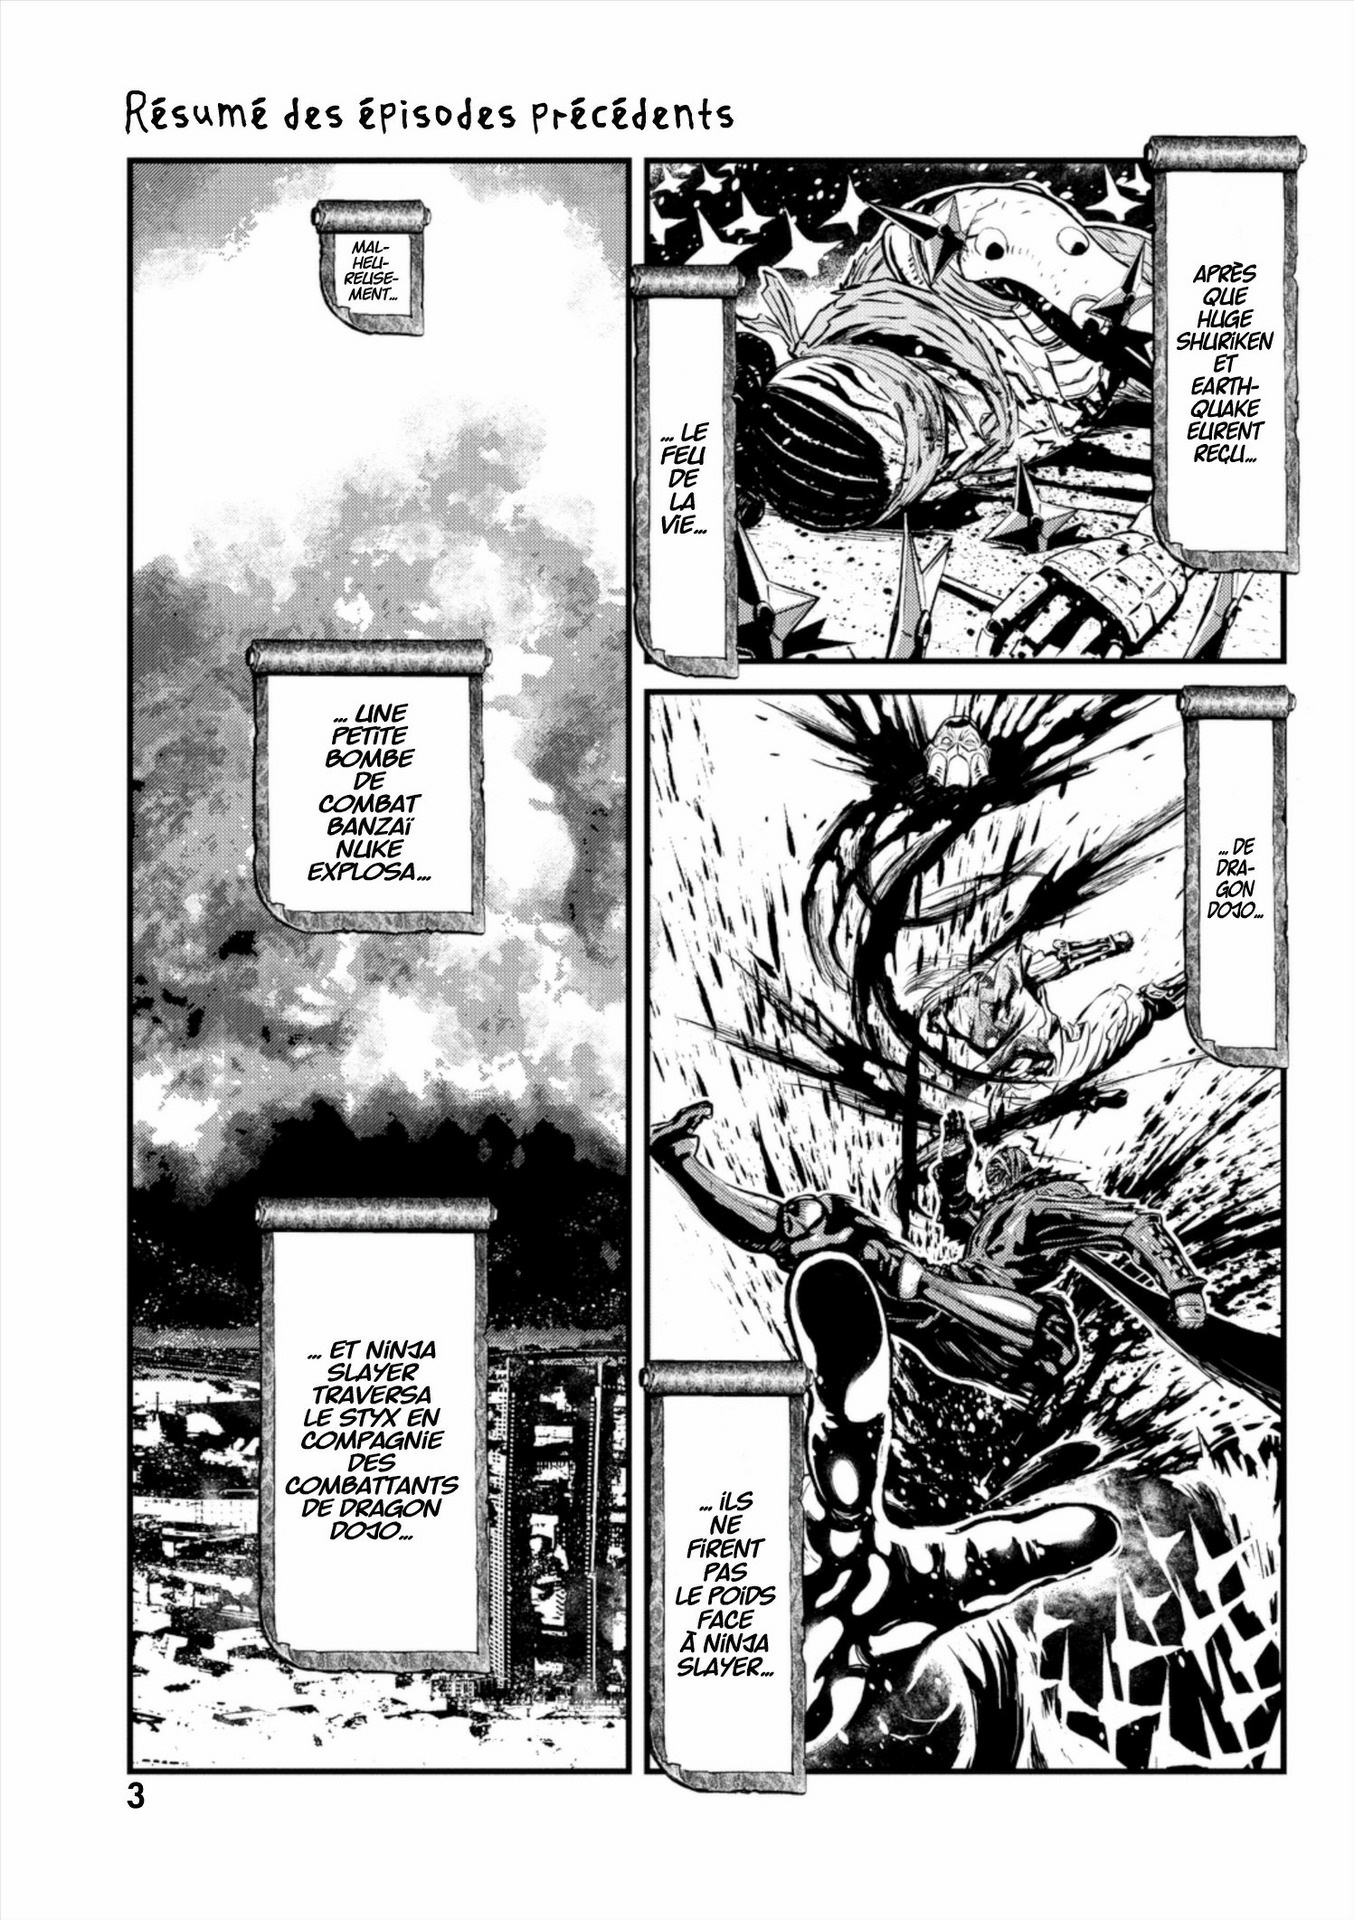 Résumé des épisodes précédents
APRÈS
QUE
HUGE
SHURIKEN
ET
EARTH-
QUAKE
EURENT
REÇU...
... LE
FEU
DE
LA
VIE...
... DE
DRA-
GON
DOJO...
... ILS
NE
FIRENT
PAS
LE POIDS
FACE
À NINJA
SLAYER...
MAL-
HEU-
REUSE-
MENT...
... UNE
PETITE
BOMBE
DE
COMBAT
BANZAÏ
NUKE
EXPLOSA...
... ET NINJA
SLAYER
TRAVERSA
LE STYX EN
COMPAGNIE
DES
COMBATTANTS
DE DRAGON
DOJO...
3